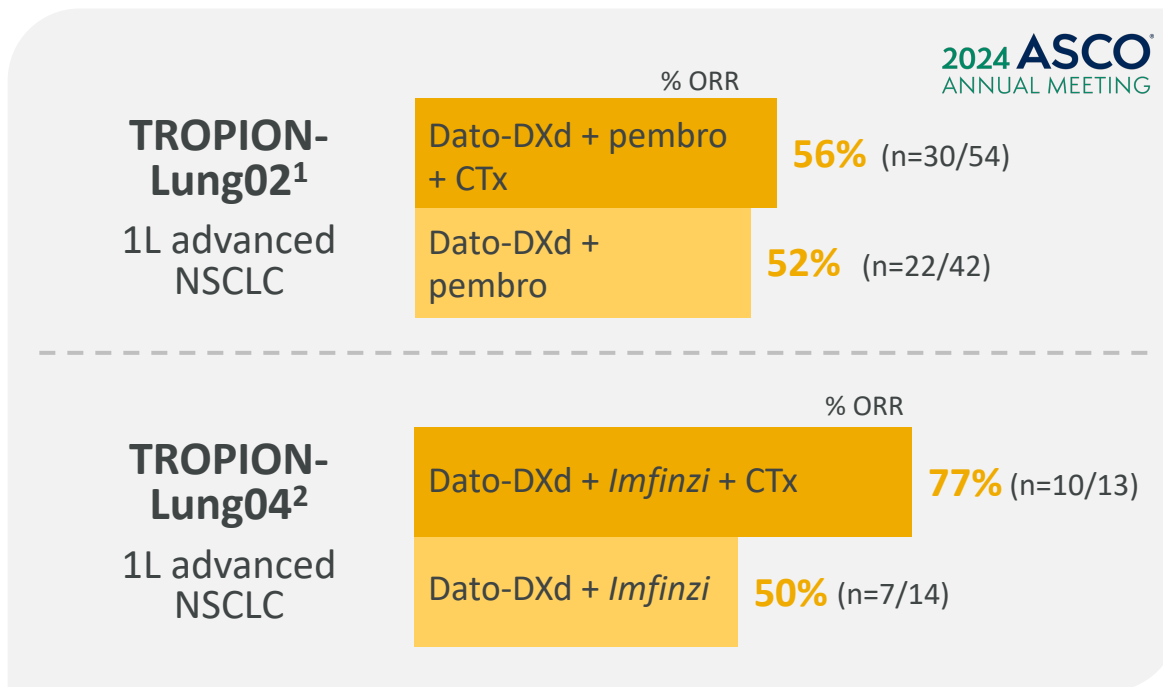 2024 ASCO®
ANNUAL MEETING
% ORR
TROPION-
Lung02¹
1L advanced
NSCLC
Dato-DXd + pembro
+ CTx
56% (n=30/54)
Dato-DXd +
pembro
52% (n=22/42)
% ORR
TROPION-
Lung04²
1L advanced
NSCLC
Dato-DXd + Imfinzi + CTx
77% (n=10/13)
Dato-DXd + Imfinzi
50% (n=7/14)